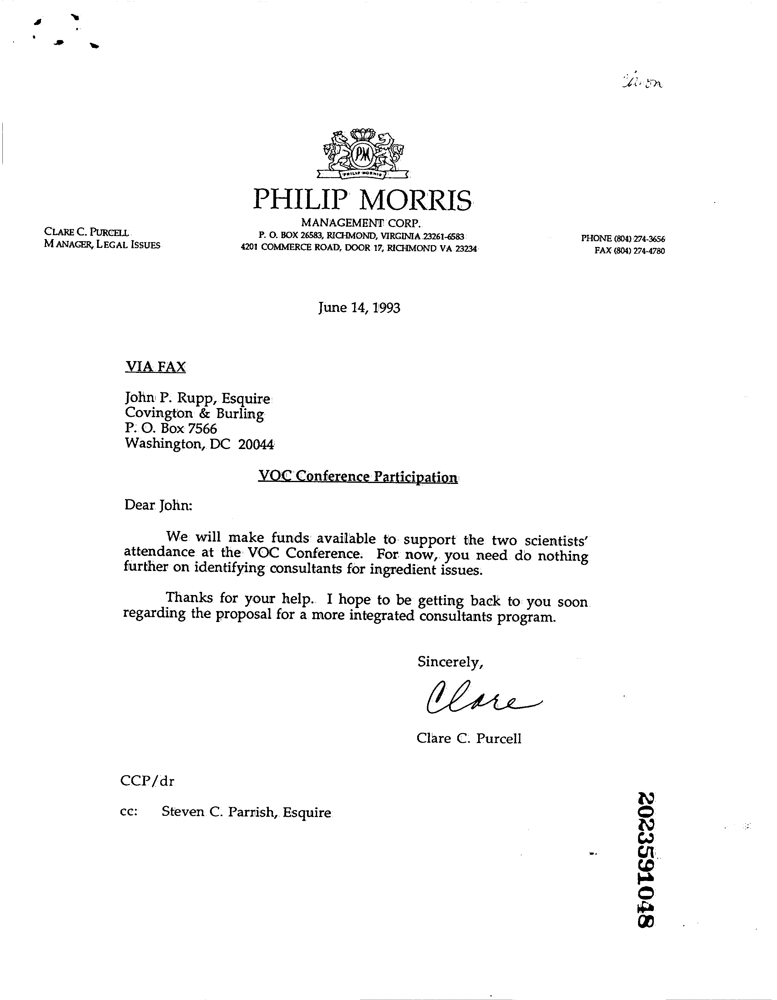 PM
PHILIP MORRIS
PHILIP MORRIS
MANAGEMENT CORP.
P. O. BOX 26583, RICHMOND, VIRGINIA 23261-6583
4201 COMMERCE ROAD, DOOR 17, RICHMOND VA 23234
CLARE C. PURCELL
MANAGER, LEGAL ISSUES
PHONE (804) 274-3656
FAX (804) 274-4780
June 14, 1993
VIA FAX
John P. Rupp, Esquire
Covington & Burling
P. O. Box 7566
Washington, DC 20044
VOC Conference Participation
Dear John:
We will make funds available to support the two scientists'
attendance at the VOC Conference. For now, you need do nothing
further on identifying consultants for ingredient issues.
Thanks for your help. I hope to be getting back to you soon
regarding the proposal for a more integrated consultants program.
Sincerely,
Clare
Clare C. Purcell
CCP/dr
cc: Steven C. Parrish, Esquire
2023591048